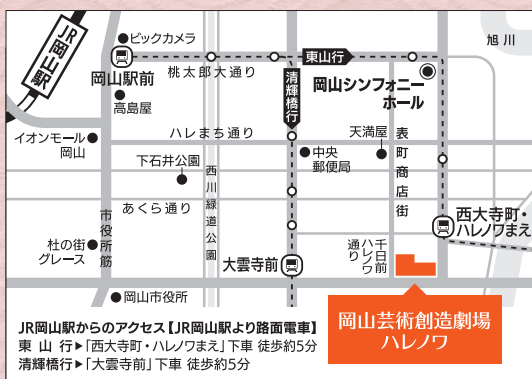 JR岡山駅
ビックカメラ
岡山駅前
高島屋
桃太郎大通り
東山行
清輝橋行
旭川
岡山シンフォニー
ホール
イオンモール
岡山
ハレまち通り
下石井公園
中央
郵便局
天満屋
表町商店街
あくら通り
西川緑道公園
市役所筋
杜の街
グレース
大雲寺前
千日前
ハレノワ
通り
西大寺町・
ハレノワまえ
岡山市役所
岡山芸術創造劇場
ハレノワ
JR岡山駅からのアクセス【JR岡山駅より路面電車】
東山行▶「西大寺町・ハレノワまえ」下車 徒歩約5分
清輝橋行▶「大雲寺前」下車 徒歩約5分